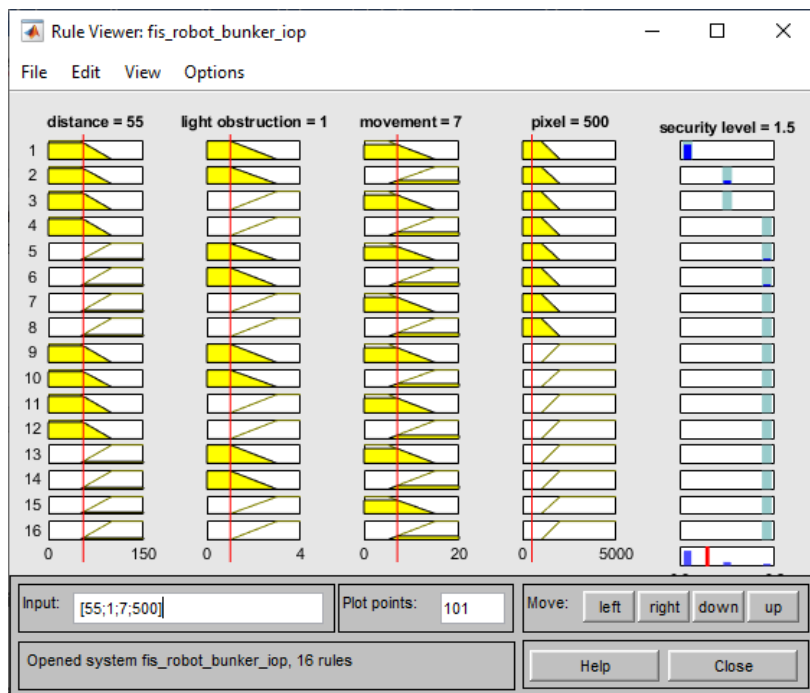 Rule Viewer: fis_robot_bunker_iop
File Edit View Options
distance = 55 light obstruction = 1 movement = 7 pixel = 500 security level = 1.5
1
2
3
4
5
6
7
8
9
10
11
12
13
14
15
16
0 150 0 4 0 20 0 5000
Input: [55;1;7;500] Plot points: 101 Move: left right down up
Opened system fis_robot_bunker_iop, 16 rules Help Close